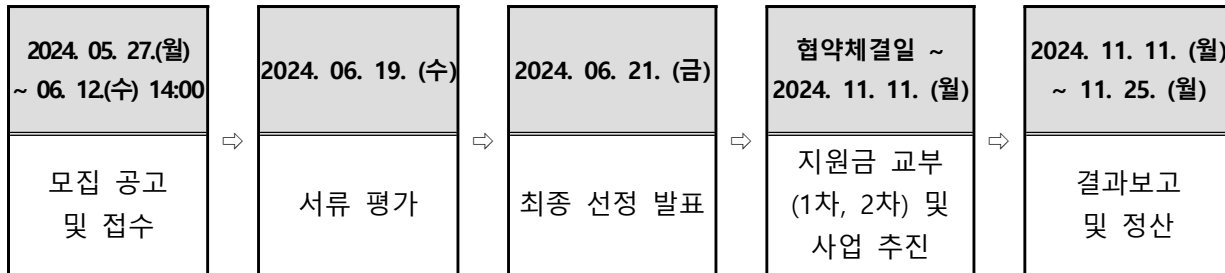 2024. 05. 27.(월)
~ 06. 12.(수) 14:00
모집 공고
및 접수
⇨
2024. 06. 19. (수)
서류 평가
⇨
2024. 06. 21. (금)
최종 선정 발표
⇨
협약체결일 ~
2024. 11. 11. (월)
지원금 교부
(1차, 2차) 및
사업 추진
⇨
2024. 11. 11. (월)
~ 11. 25. (월)
결과보고
및 정산